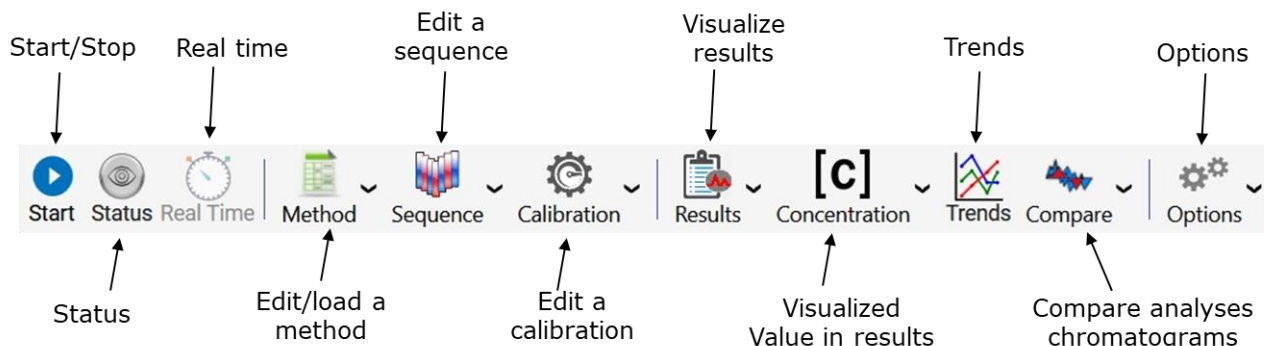 Start/Stop
Real time
Edit a
sequence
Visualize
results
Trends
Options
Start
Status
Real Time
Method
Sequence
Calibration
Results
[C]
Concentration
Trends
Compare
Options
Status
Edit/load a
method
Edit a
calibration
Visualized
Value in results
Compare analyses
chromatograms